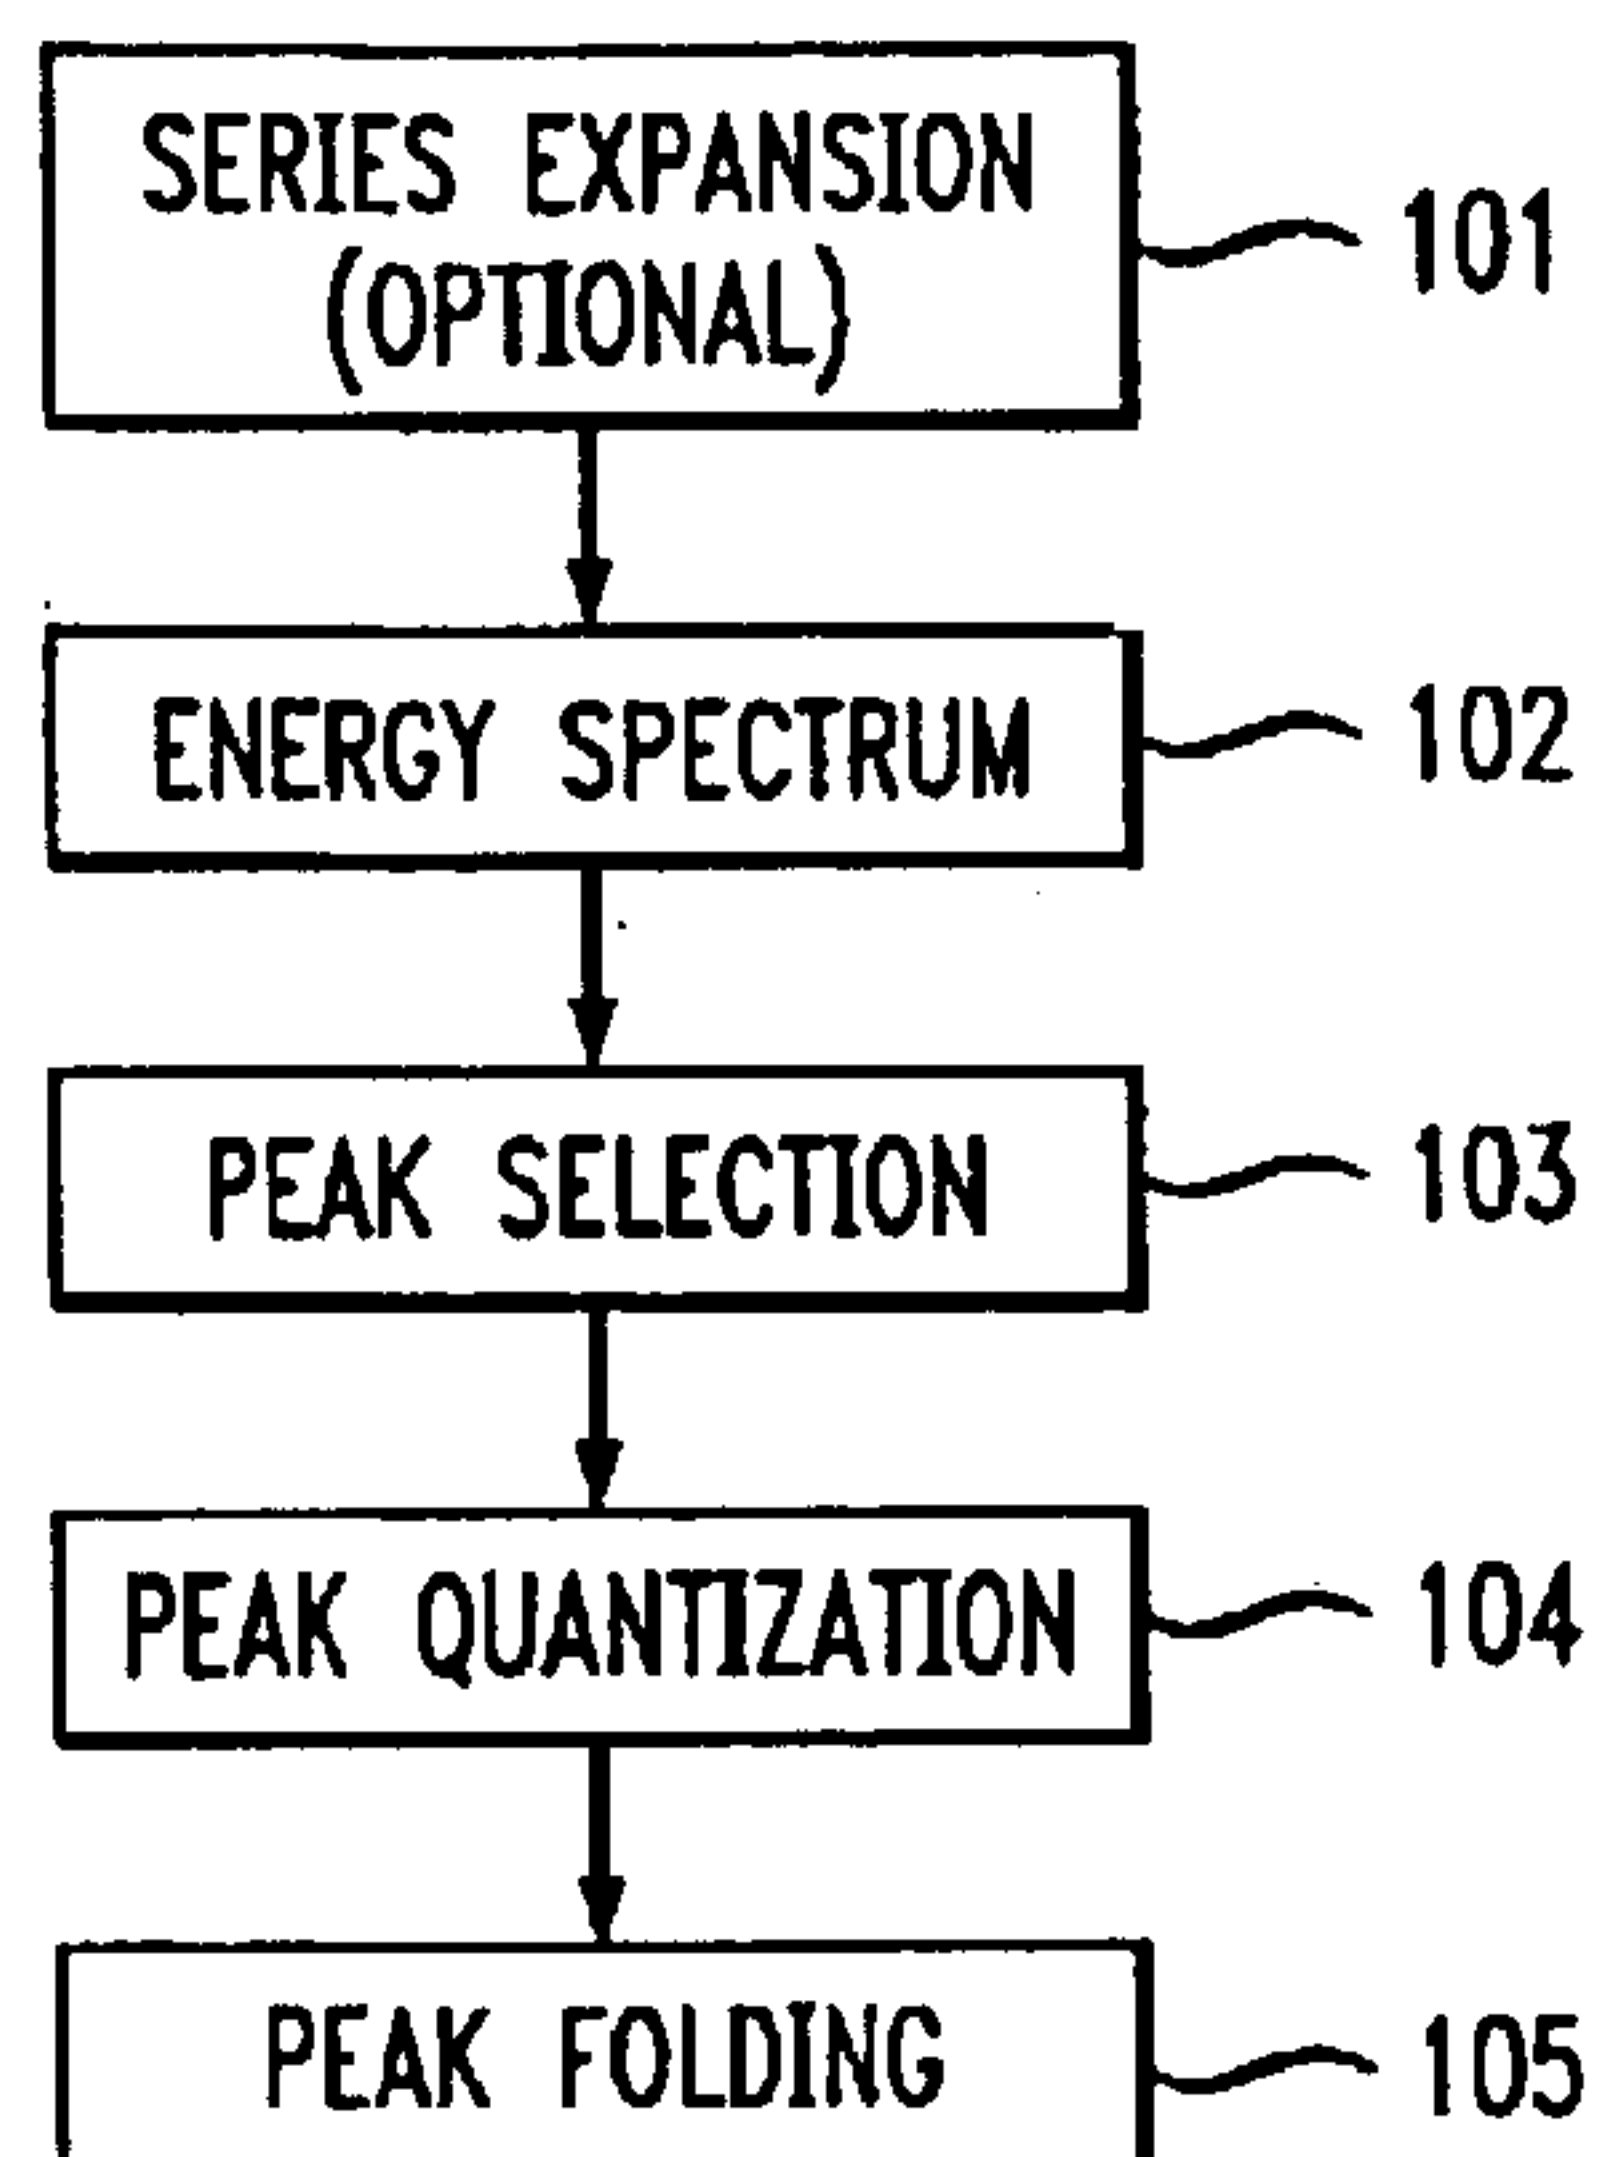 SERIES EXPANSION
(OPTIONAL)
101
ENERGY SPECTRUM
102
PEAK SELECTION
103
PEAK QUANTIZATION
104
PEAK FOLDING
105